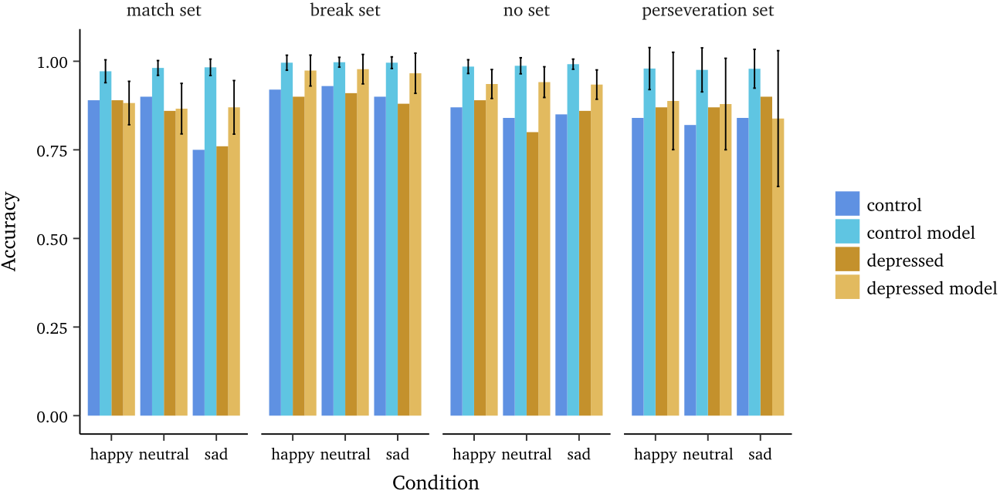 match set
break set
no set
perseveration set
Accuracy
1.00
0.75
0.50
0.25
0.00
happy neutral sad
happy neutral sad
happy neutral sad
happy neutral sad
Condition
control
control model
depressed
depressed model